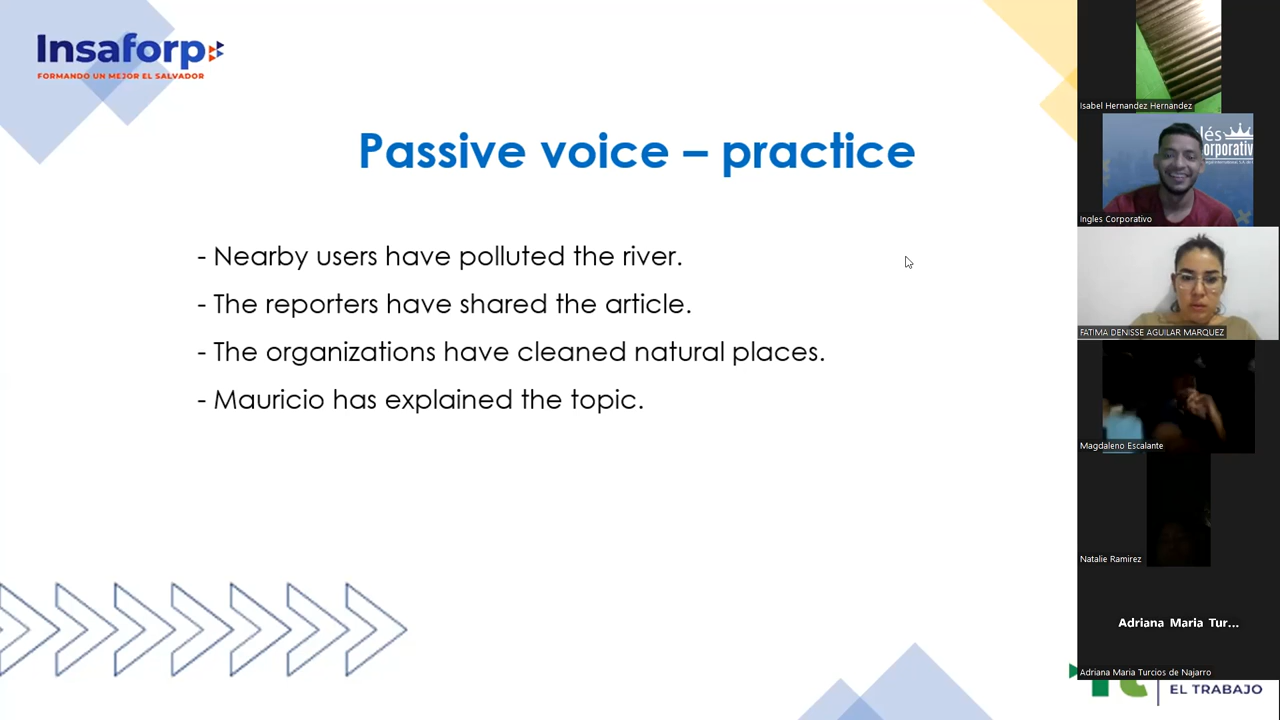 Insaforp
FORMANDO UN MEJOR EL SALVADOR
Passive voice – practice
- Nearby users have polluted the river.
- The reporters have shared the article.
- The organizations have cleaned natural places.
- Mauricio has explained the topic.
Isabel Hernandez Hernandez
Ingles Corporativo
FATIMA DENISSE AGUILAR MARQUEZ
Magdaleno Escalante
Natalie Ramirez
Adriana Maria Tur...
Adriana Maria Turcios de Najarro
EL TRABAJO